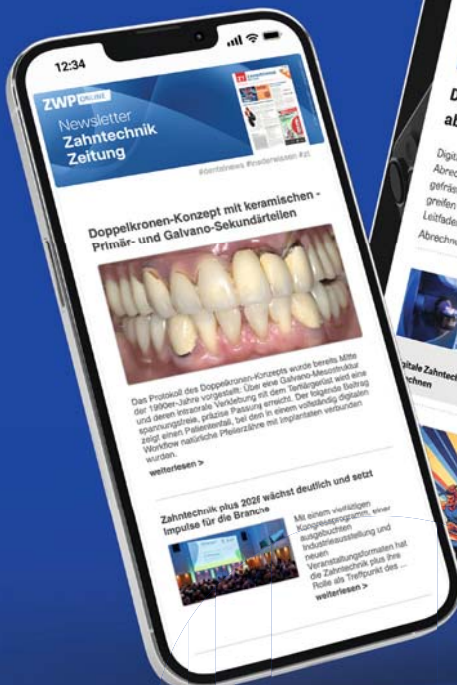 12:34
ZWP ONLINE
Newsletter
Zahntechnik
Zeitung
#dentalnews #insiderwissen #zt
Doppelkronen-Konzept mit keramischen -
Primär- und Galvano-Sekundärteilen
Das Protokoll des Doppelkronen-Konzepts wurde bereits Mitte
der 1990er-Jahre vorgestellt: Über eine Galvano-Mesostruktur
und deren intraorale Verklebung mit dem Tertiärgerüst wird eine
spannungsfreie, präzise Passung erreicht. Der folgende Beitrag
zeigt einen Patientenfall, bei dem in einem vollständig digitalen
Workflow natürliche Pfeilerzähne mit Implantaten verbunden
wurden.
weiterlesen >
Zahntechnik plus 2026 wächst deutlich und setzt
Impulse für die Branche
Mit einem vielfältigen
Kongressprogramm, einer
ausgebuchten
Industrieausstellung und
neuen
Veranstaltungsformaten hat
die Zahntechnik plus ihre
Rolle als Treffpunkt des ...
weiterlesen >
D
ab
Digit
Abrec
gefräs
greifen
Leitfade
Abrechn
gitale Zahntech
chnen